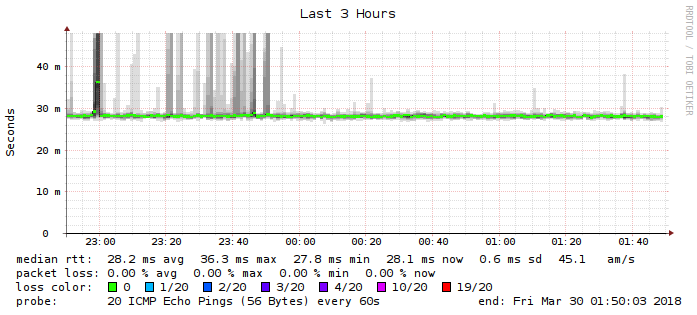 Last 3 Hours
RRDTOOL / TOBI OETIKER
Seconds
40 m
30 m
20 m
10 m
0
23:00 23:20 23:40 00:00 00:20 00:40 01:00 01:20 01:40
median rtt: 28.2 ms avg 36.3 ms max 27.8 ms min 28.1 ms now 0.6 ms sd 45.1 am/s
packet loss: 0.00 % avg 0.00 % max 0.00 % min 0.00 % now
loss color: 0 1/20 2/20 3/20 4/20 10/20 19/20
probe: 20 ICMP Echo Pings (56 Bytes) every 60s end: Fri Mar 30 01:50:03 2018